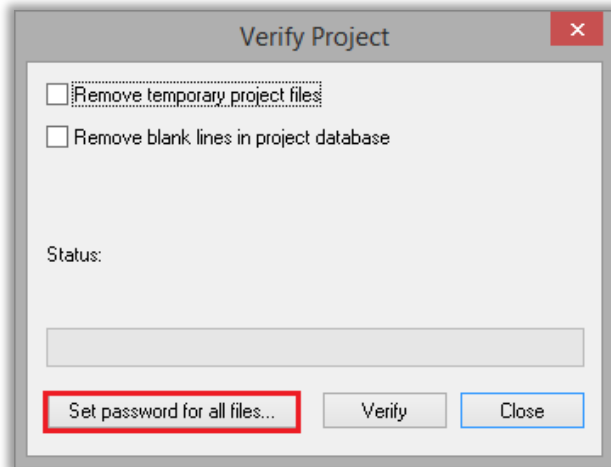 Verify Project
Remove temporary project files
Remove blank lines in project database
Status:
Set password for all files... Verify Close